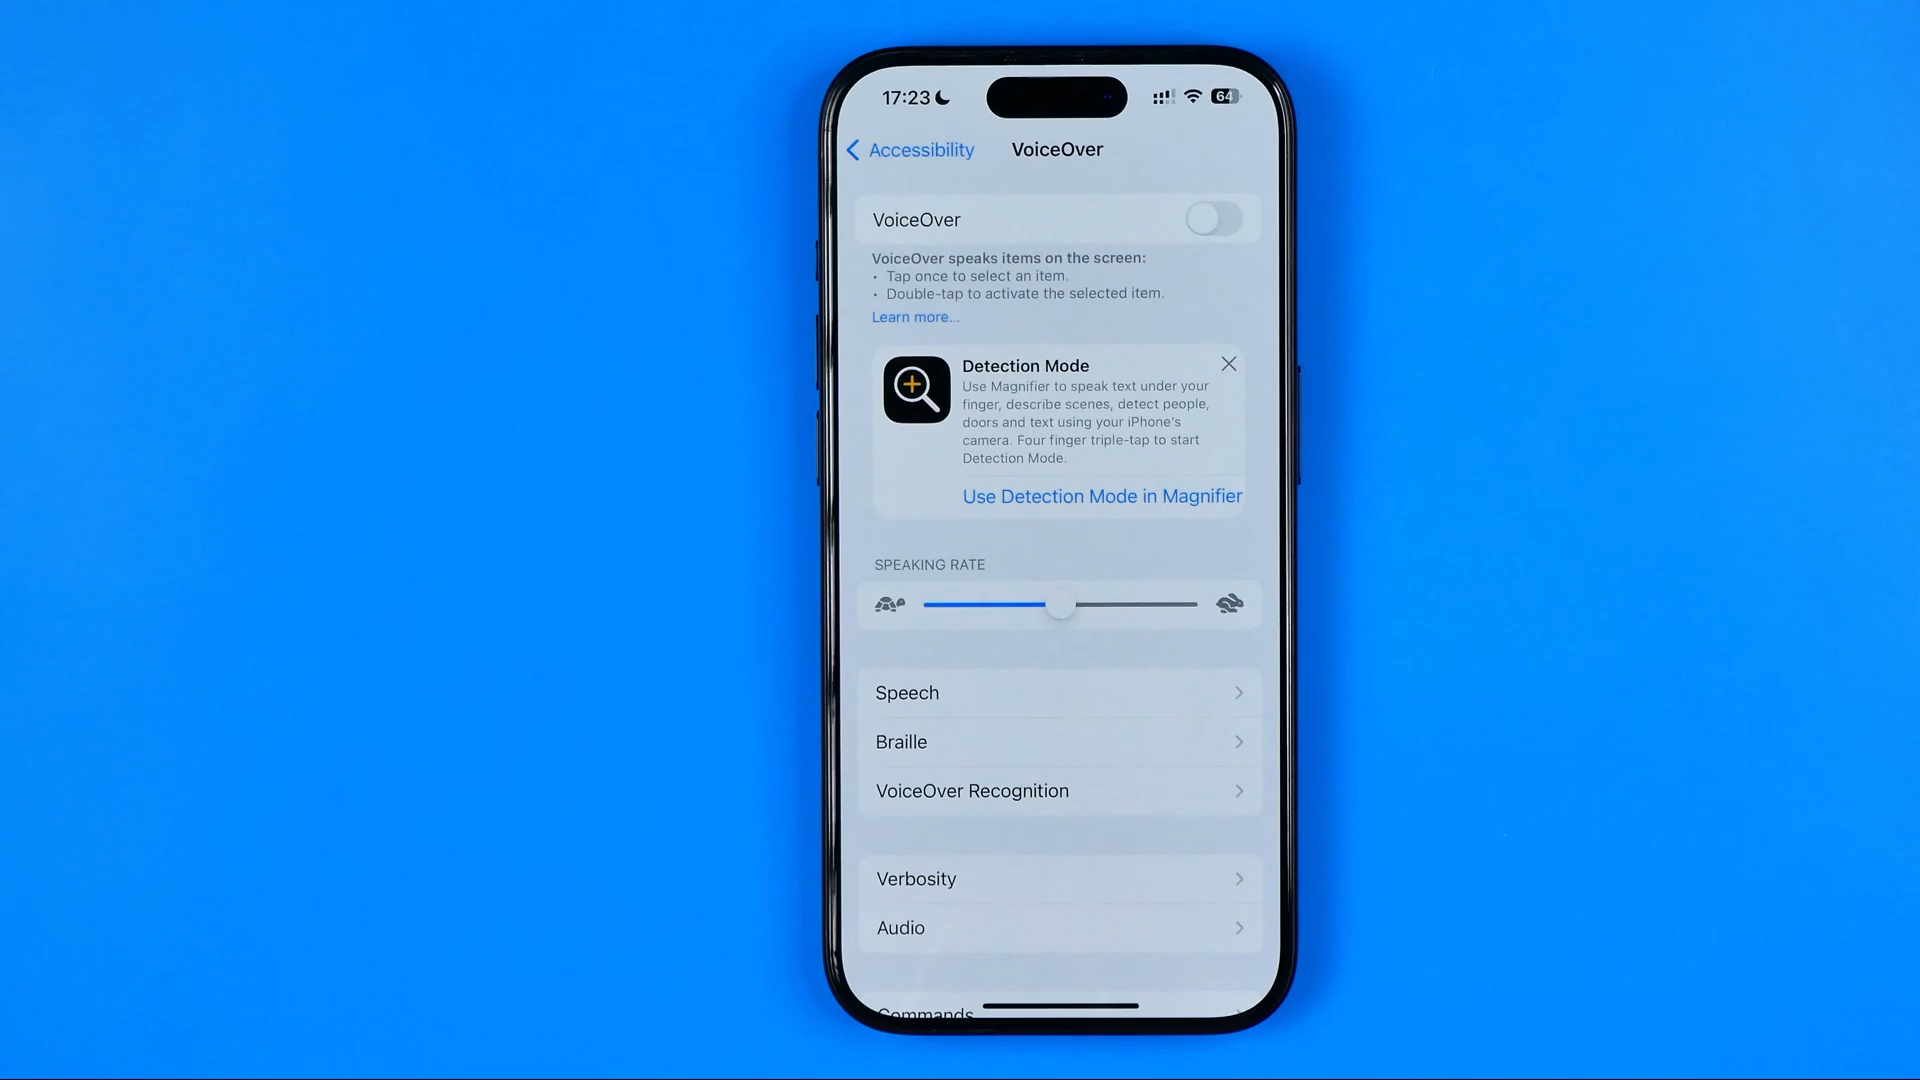 17:23
64
Accessibility
VoiceOver
VoiceOver
VoiceOver speaks items on the screen:
• Tap once to select an item.
• Double-tap to activate the selected item.
Learn more...
Detection Mode
Use Magnifier to speak text under your
finger, describe scenes, detect people,
doors and text using your iPhone's
camera. Four finger triple-tap to start
Detection Mode.
Use Detection Mode in Magnifier
SPEAKING RATE
Speech
Braille
VoiceOver Recognition
Verbosity
Audio
Commands